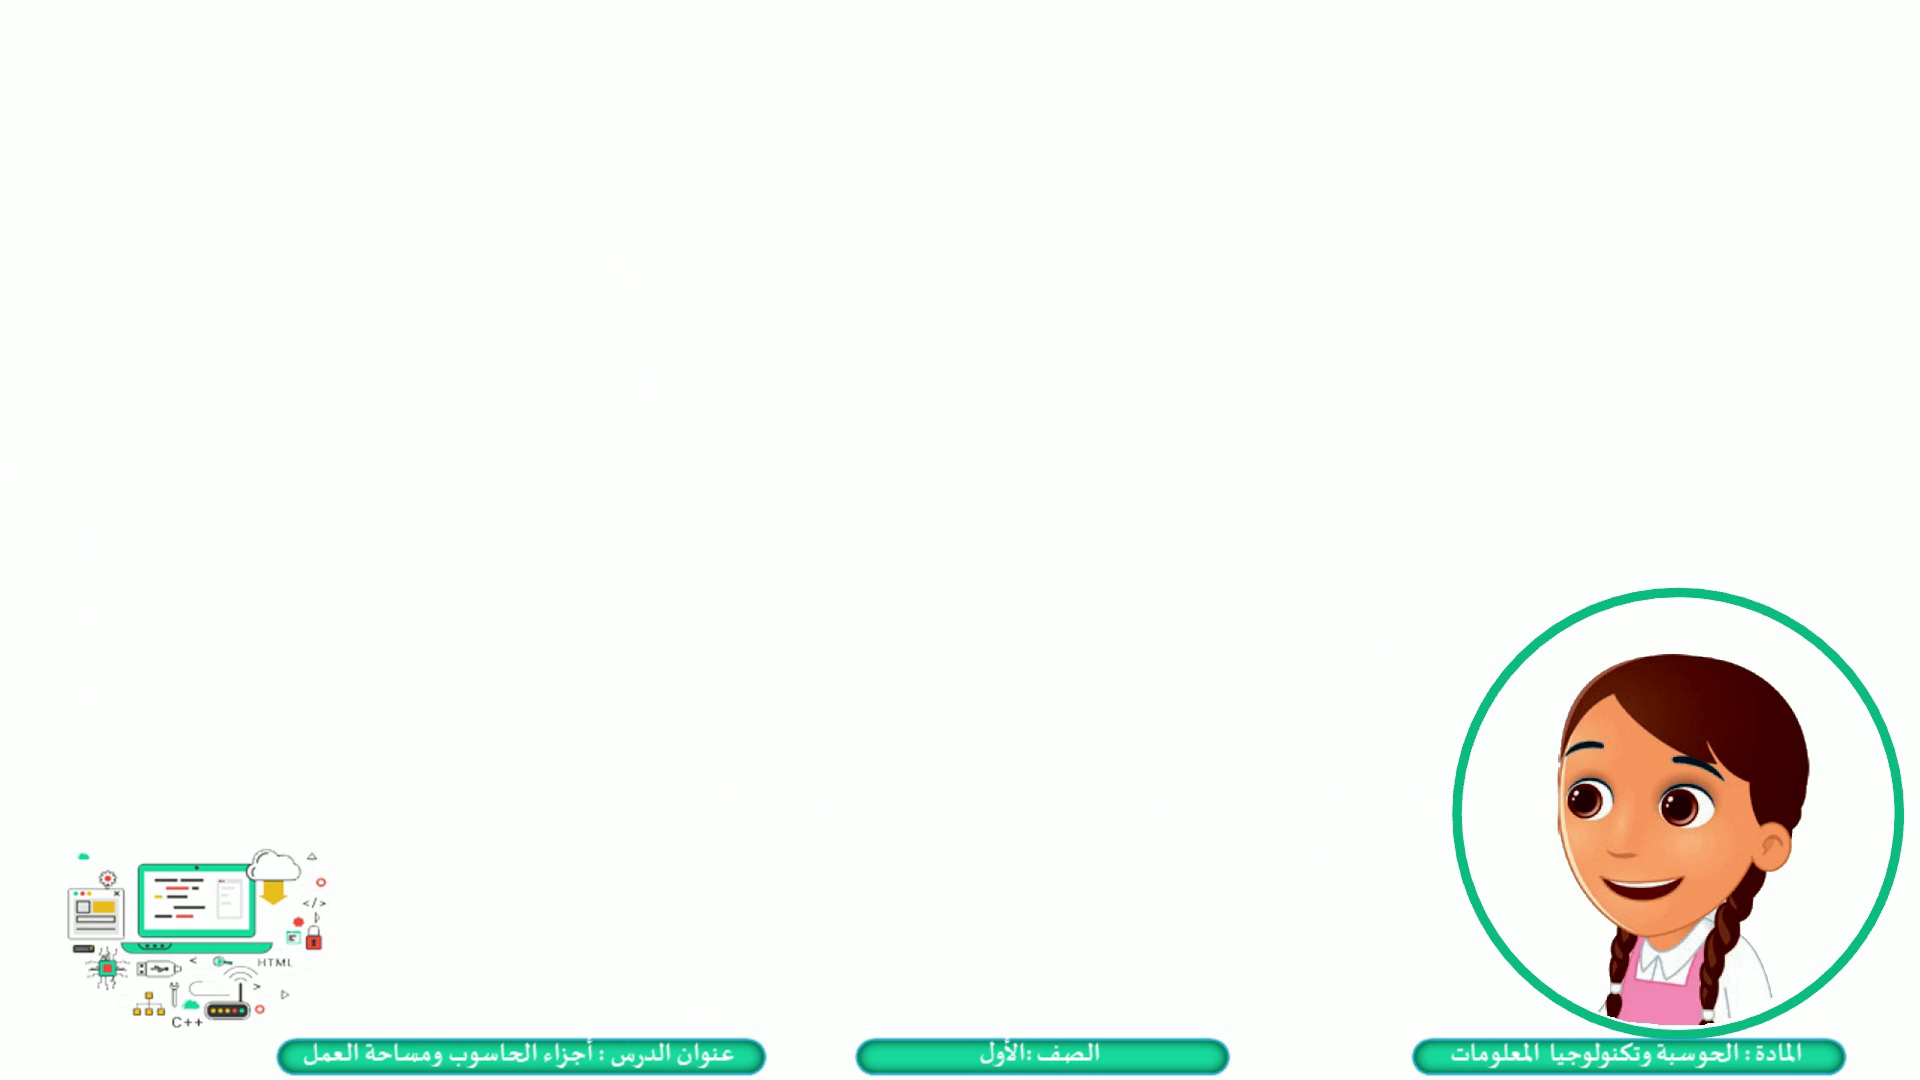 </>
HTML
C++
المادة : الحوسبة وتكنولوجيا المعلومات
الصف :الأول
عنوان الدرس : أجزاء الحاسوب ومساحة العمل